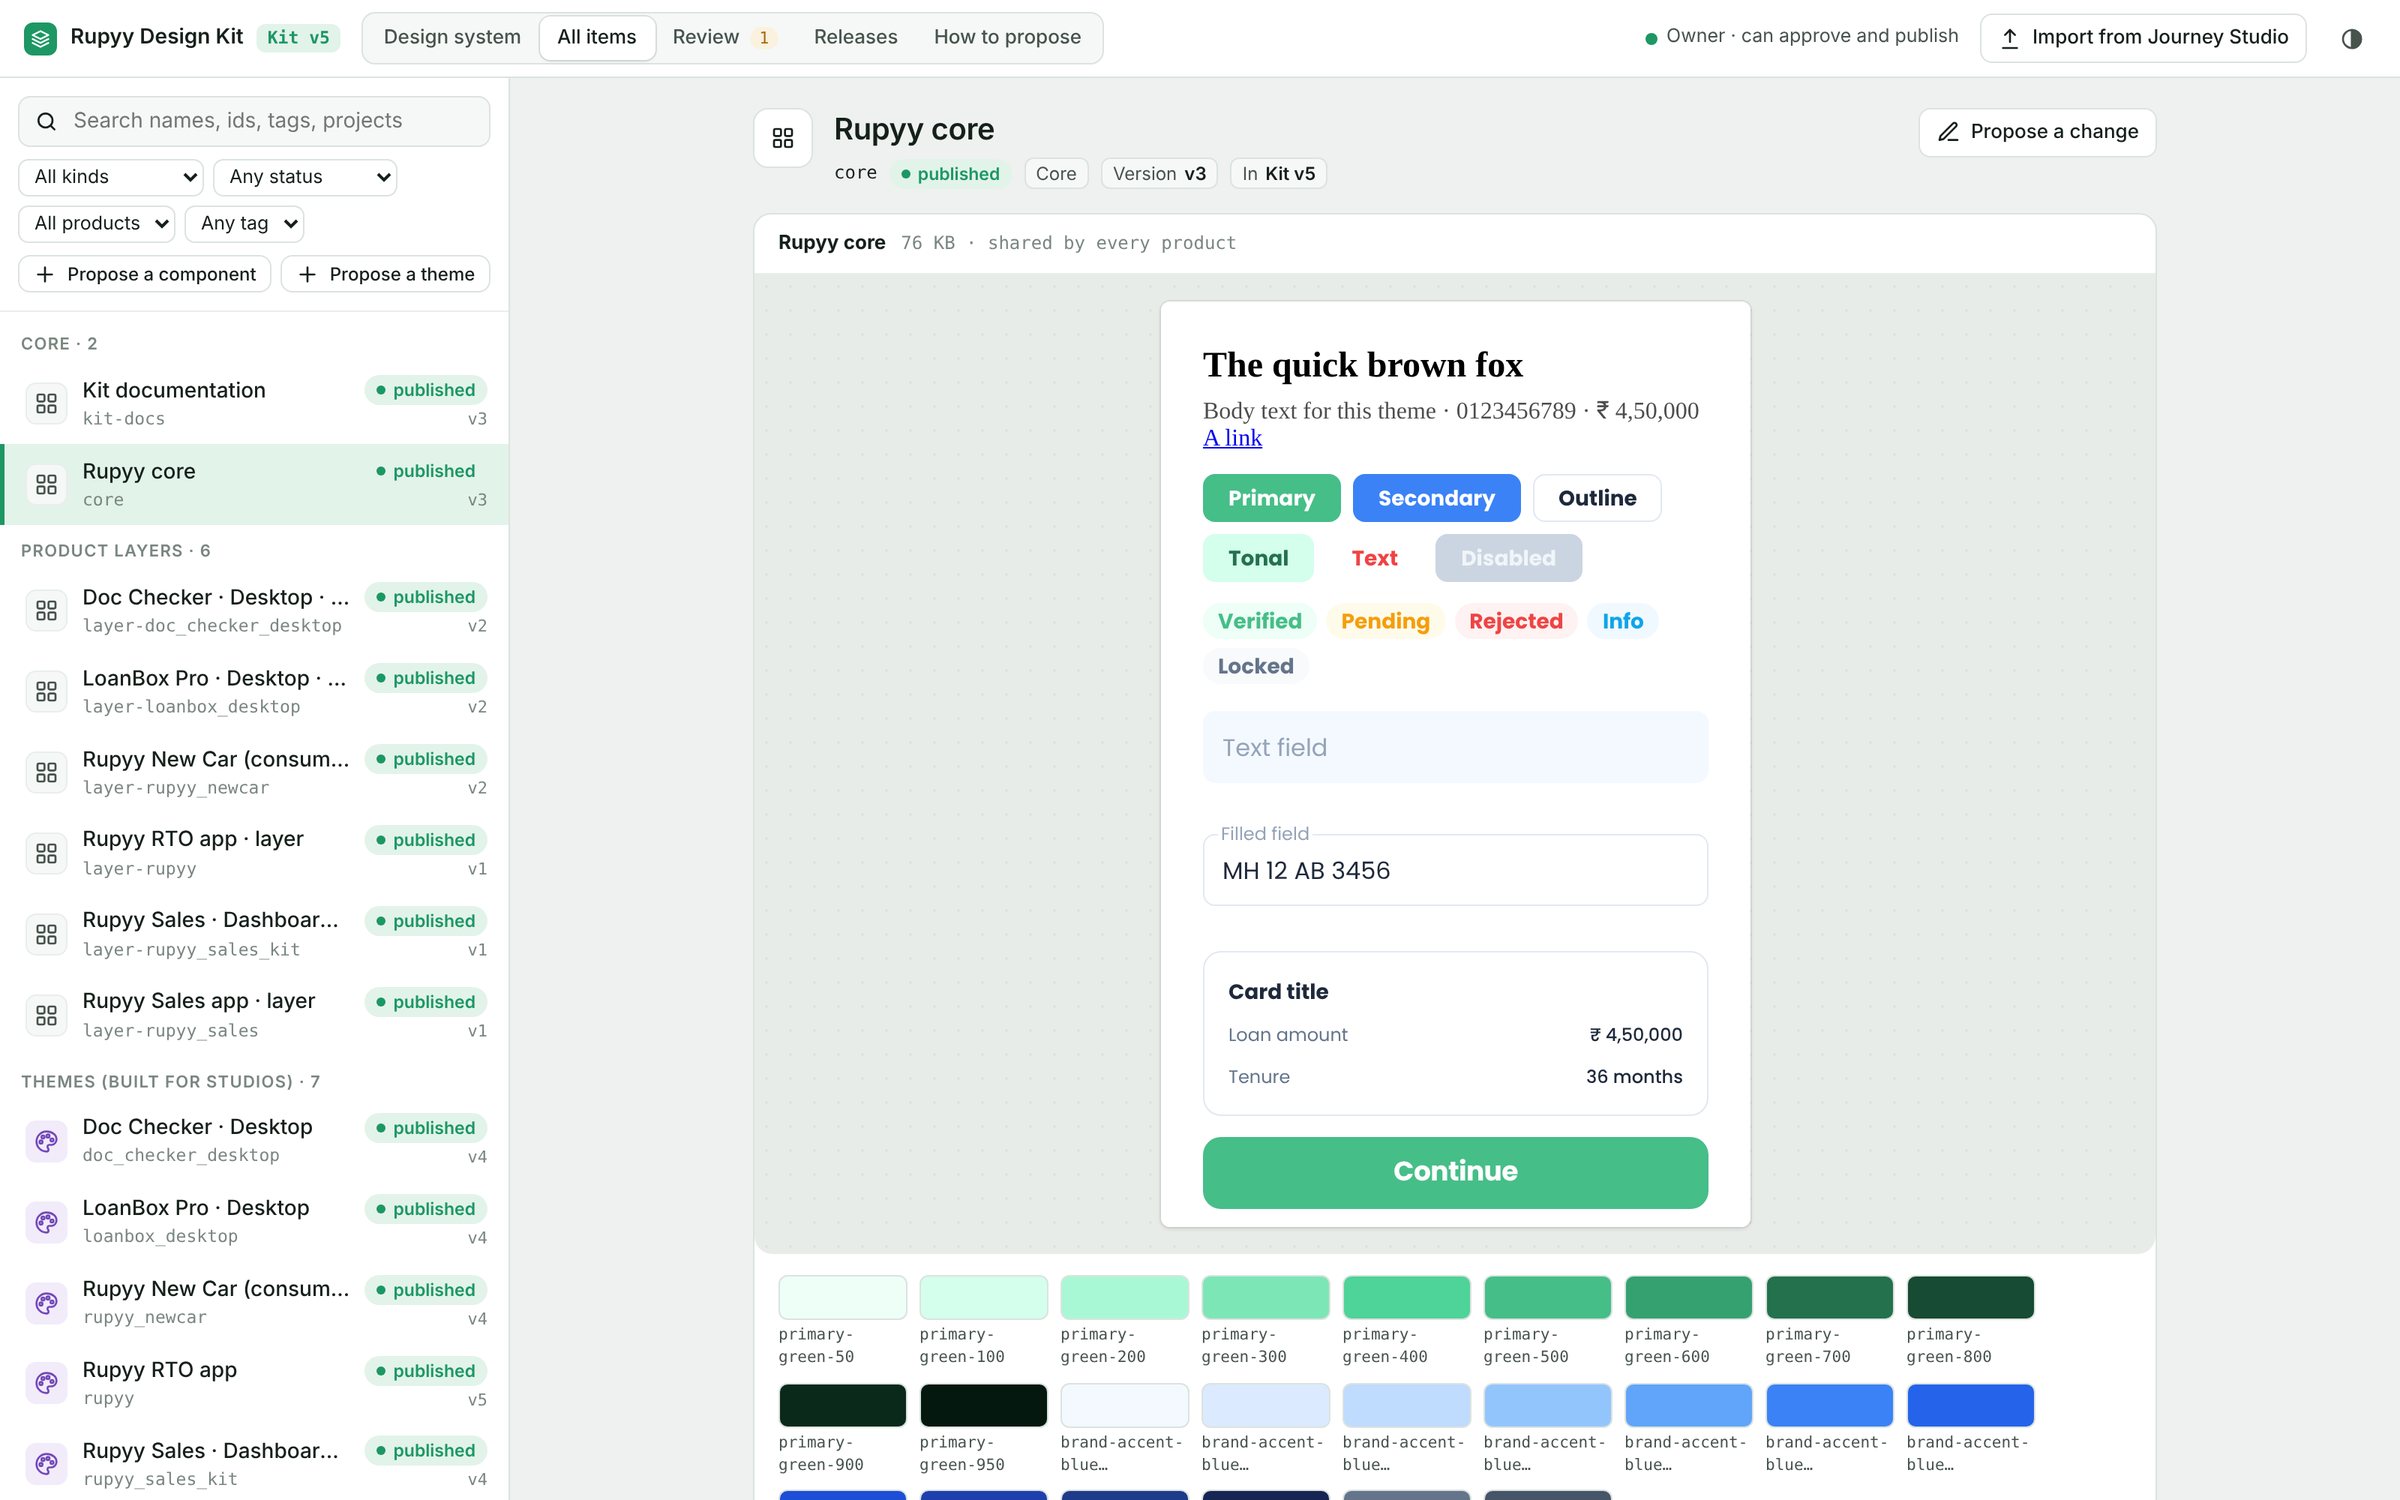 Rupyy Design Kit Kit v5 Design system All items Review 1 Releases How to propose Owner · can approve and publish Import from Journey Studio
Search names, ids, tags, projects
All kinds Any status
All products Any tag
Propose a component Propose a theme
CORE · 2
Kit documentation published
kit-docs v3
Rupyy core published
core v3
PRODUCT LAYERS · 6
Doc Checker · Desktop · ... published
layer-doc_checker_desktop v2
LoanBox Pro · Desktop · ... published
layer-loanbox_desktop v2
Rupyy New Car (consum... published
layer-rupyy_newcar v2
Rupyy RTO app · layer published
layer-rupyy v1
Rupyy Sales · Dashboar... published
layer-rupyy_sales_kit v1
Rupyy Sales app · layer published
layer-rupyy_sales v1
THEMES (BUILT FOR STUDIOS) · 7
Doc Checker · Desktop published
doc_checker_desktop v4
LoanBox Pro · Desktop published
loanbox_desktop v4
Rupyy New Car (consum... published
rupyy_newcar v4
Rupyy RTO app published
rupyy v5
Rupyy Sales · Dashboar... published
rupyy_sales_kit v4
Rupyy core Propose a change
core published Core Version v3 In Kit v5
Rupyy core 76 KB · shared by every product
The quick brown fox
Body text for this theme · 0123456789 · ₹ 4,50,000
A link
Primary Secondary Outline
Tonal Text Disabled
Verified Pending Rejected Info
Locked
Text field
Filled field
MH 12 AB 3456
Card title
Loan amount ₹ 4,50,000
Tenure 36 months
Continue
primary- primary- primary- primary- primary- primary- primary- primary- primary-
green-50 green-100 green-200 green-300 green-400 green-500 green-600 green-700 green-800
primary- primary- brand-accent- brand-accent- brand-accent- brand-accent- brand-accent- brand-accent- brand-accent-
green-900 green-950 blue… blue… blue… blue… blue… blue… blue…